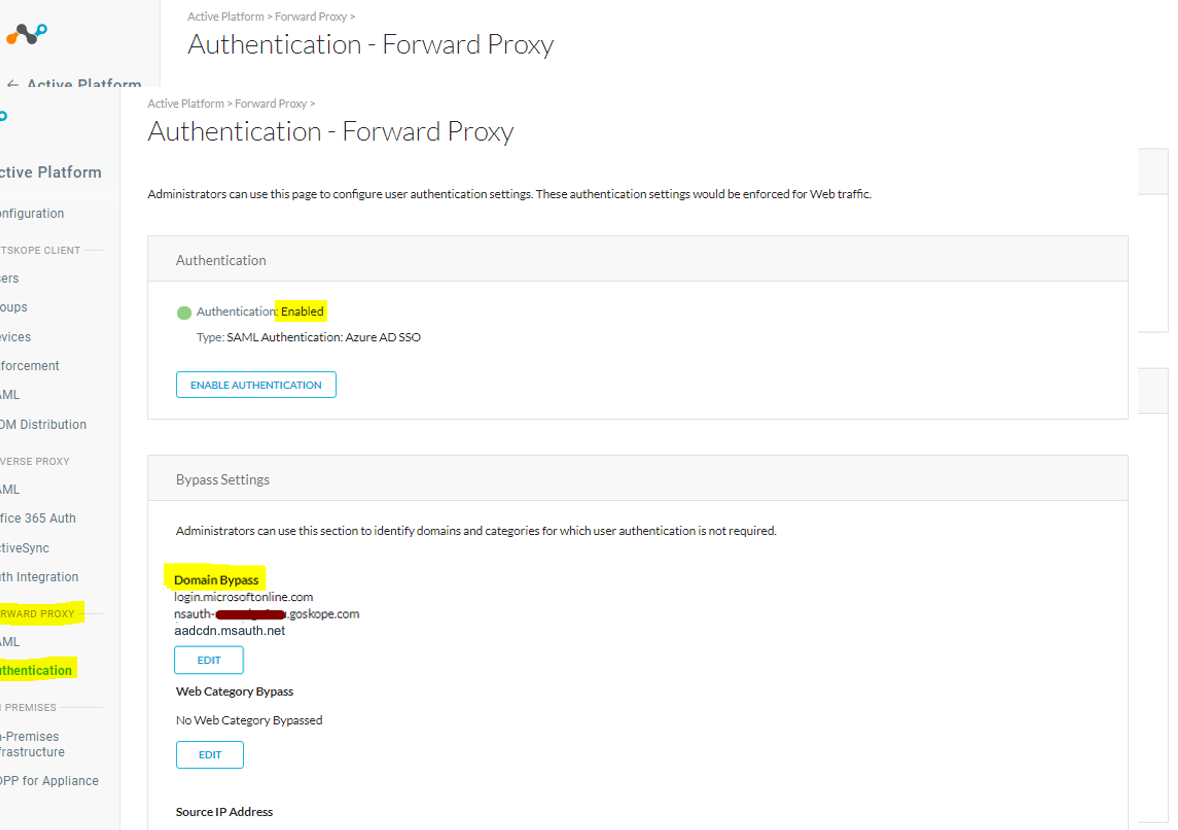 Active Platform > Forward Proxy >
Authentication - Forward Proxy
← Active Platform
Active Platform > Forward Proxy >
Authentication - Forward Proxy
ctive Platform
Administrators can use this page to configure user authentication settings. These authentication settings would be enforced for Web traffic.
onfiguration
TSKOPE CLIENT
ers
oups
evices
forcement
AML
OM Distribution
VERSE PROXY
AML
fice 365 Auth
ctiveSync
th Integration
RWARD PROXY
AML
thentication
PREMISES
n-Premises
frastructure
OPP for Appliance
Authentication
Authentication: Enabled
Type: SAML Authentication: Azure AD SSO
ENABLE AUTHENTICATION
Bypass Settings
Administrators can use this section to identify domains and categories for which user authentication is not required.
Domain Bypass
login.microsoftonline.com
nsauth- .goskope.com
aadcdn.msauth.net
EDIT
Web Category Bypass
No Web Category Bypassed
EDIT
Source IP Address